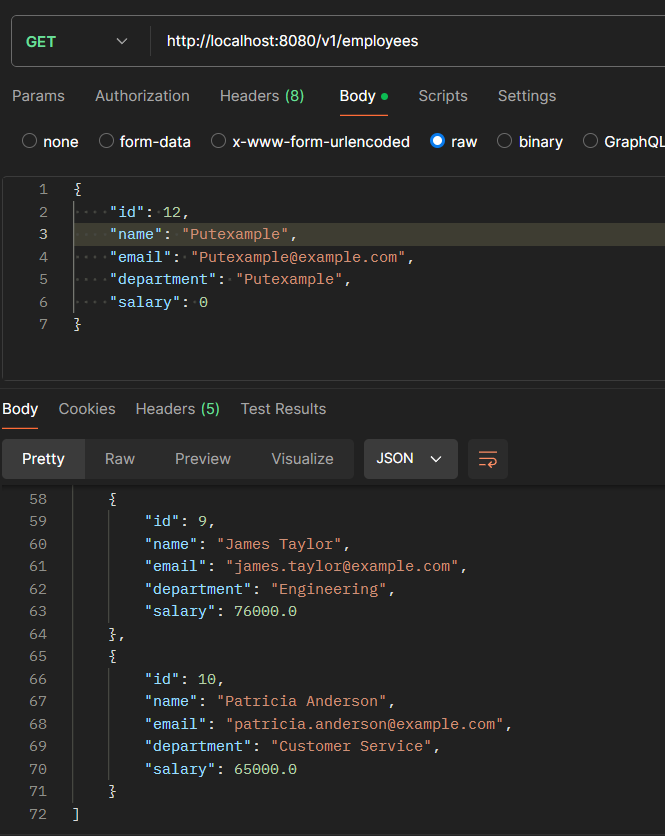 GET http://localhost:8080/v1/employees
Params Authorization Headers (8) Body Scripts Settings
none form-data x-www-form-urlencoded raw binary GraphQL
1 {
2 "id": 12,
3 "name": "Putexample",
4 "email": "Putexample@example.com",
5 "department": "Putexample",
6 "salary": 0
7 }
Body Cookies Headers (5) Test Results
Pretty Raw Preview Visualize JSON
58 {
59 "id": 9,
60 "name": "James Taylor",
61 "email": "james.taylor@example.com",
62 "department": "Engineering",
63 "salary": 76000.0
64 },
65 {
66 "id": 10,
67 "name": "Patricia Anderson",
68 "email": "patricia.anderson@example.com",
69 "department": "Customer Service",
70 "salary": 65000.0
71 }
72 ]